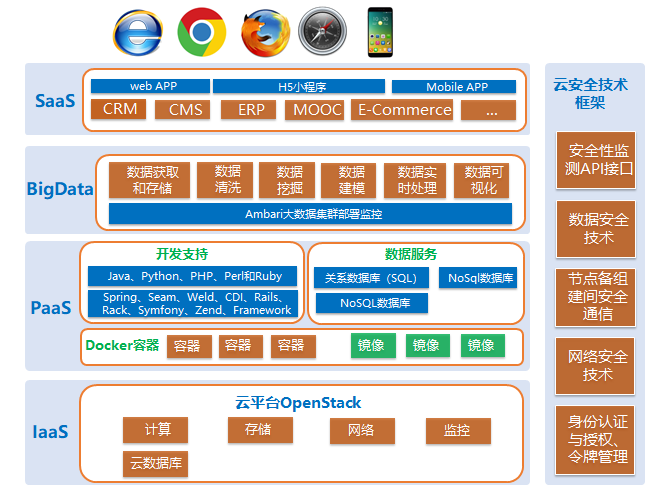 SaaS
web APP
H5小程序
Mobile APP
CRM
CMS
ERP
MOOC
E-Commerce
...
BigData
数据获取
和存储
数据
清洗
数据
挖掘
数据
建模
数据实
时处理
数据可
视化
Ambari大数据集群部署监控
PaaS
开发支持
Java、Python、PHP、Perl和Ruby
Spring、Seam、Weld、CDI、Rails、
Rack、Symfony、Zend、Framework
数据服务
关系数据库（SQL）
NoSql数据库
NoSQL数据库
Docker容器
容器
容器
容器
镜像
镜像
镜像
IaaS
云平台OpenStack
计算
存储
网络
监控
云数据库
云安全技术
框架
安全性监
测API接口
数据安全
技术
节点备组
建间安全
通信
网络安全
技术
身份认证
与授权、
令牌管理